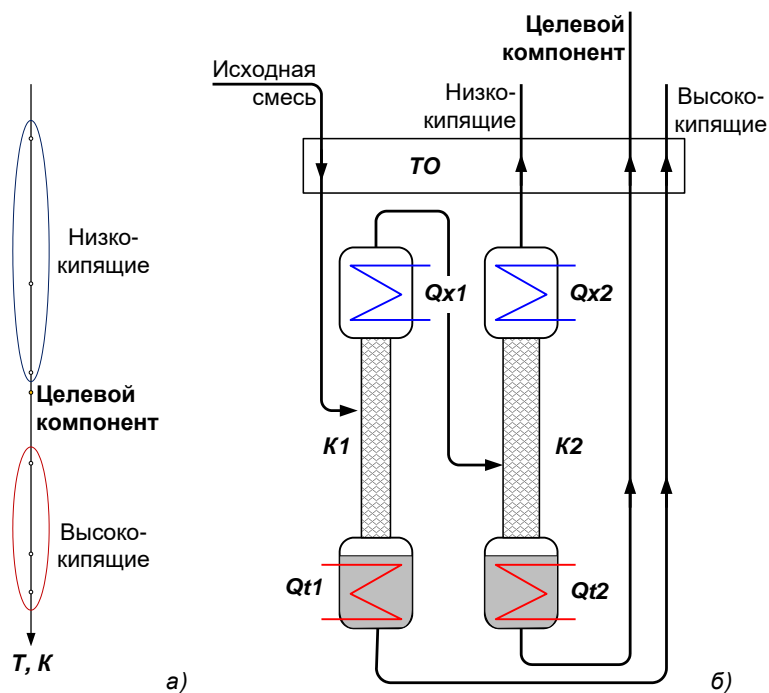 Низко-
кипящие
Целевой
компонент
Высоко-
кипящие
T, K
а)
Исходная
смесь
Низко-
кипящие
Целевой
компонент
Высоко-
кипящие
ТО
Qx1
Qx2
К1
К2
Qt1
Qt2
б)